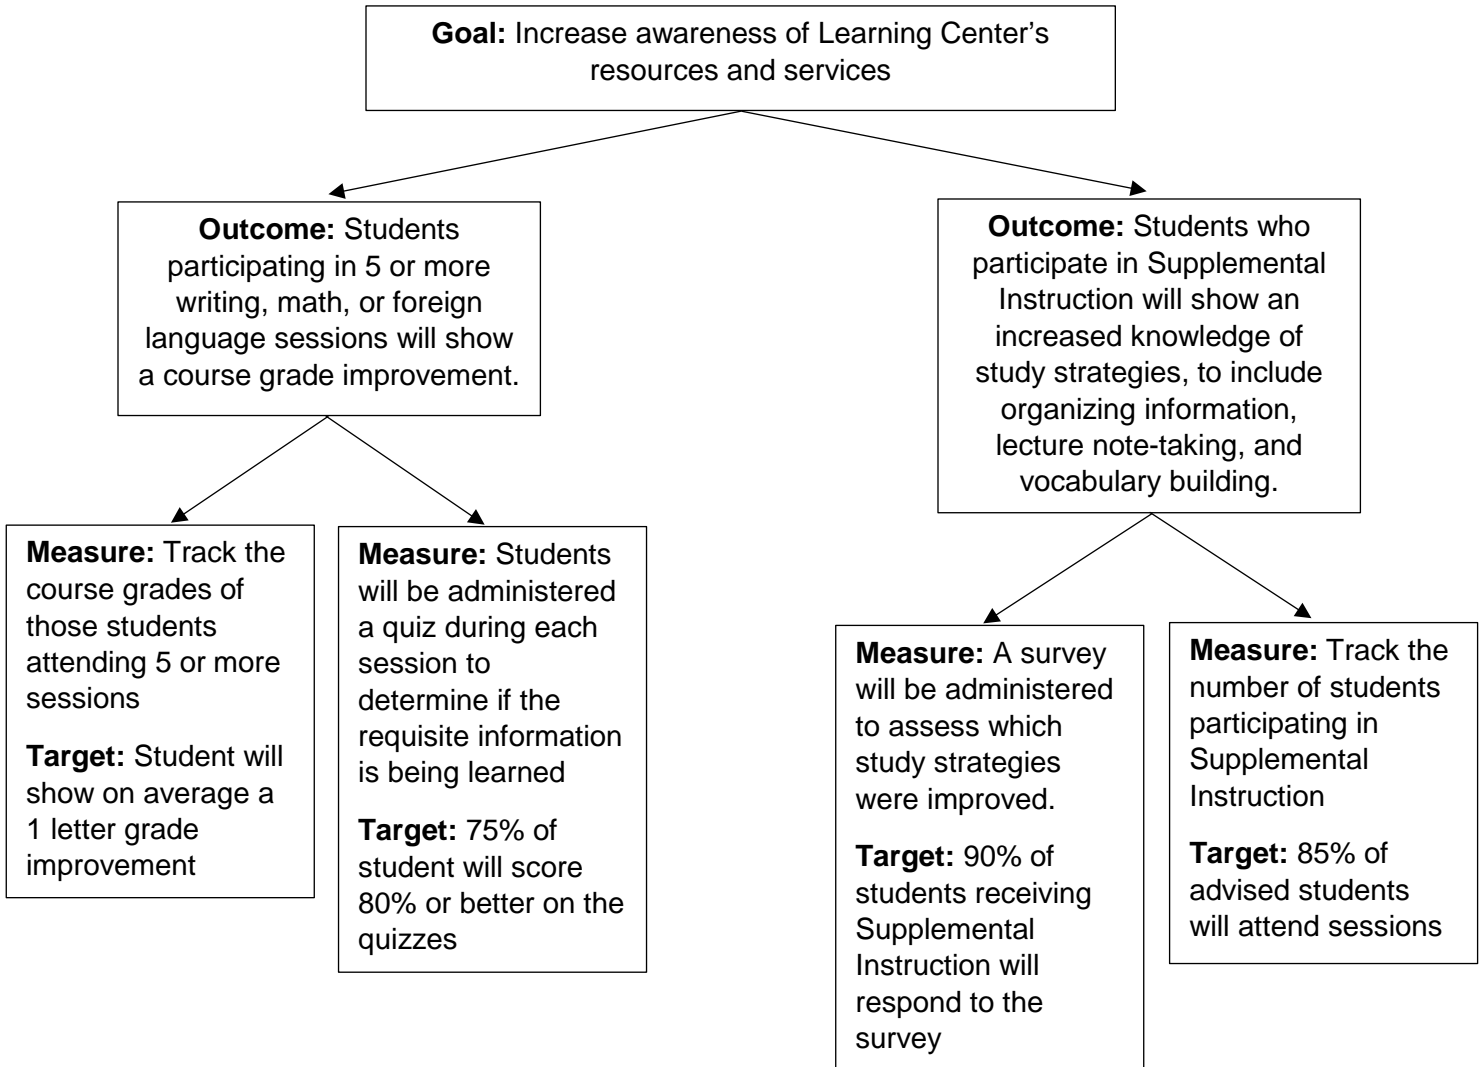 Goal: Increase awareness of Learning Center’s
resources and services
Outcome: Students
participating in 5 or more
writing, math, or foreign
language sessions will show
a course grade improvement.
Outcome: Students who
participate in Supplemental
Instruction will show an
increased knowledge of
study strategies, to include
organizing information,
lecture note-taking, and
vocabulary building.
Measure: Track the
course grades of
those students
attending 5 or more
sessions
Target: Student will
show on average a
1 letter grade
improvement
Measure: Students
will be administered
a quiz during each
session to
determine if the
requisite information
is being learned
Target: 75% of
student will score
80% or better on the
quizzes
Measure: A survey
will be administered
to assess which
study strategies
were improved.
Target: 90% of
students receiving
Supplemental
Instruction will
respond to the
survey
Measure: Track the
number of students
participating in
Supplemental
Instruction
Target: 85% of
advised students
will attend sessions